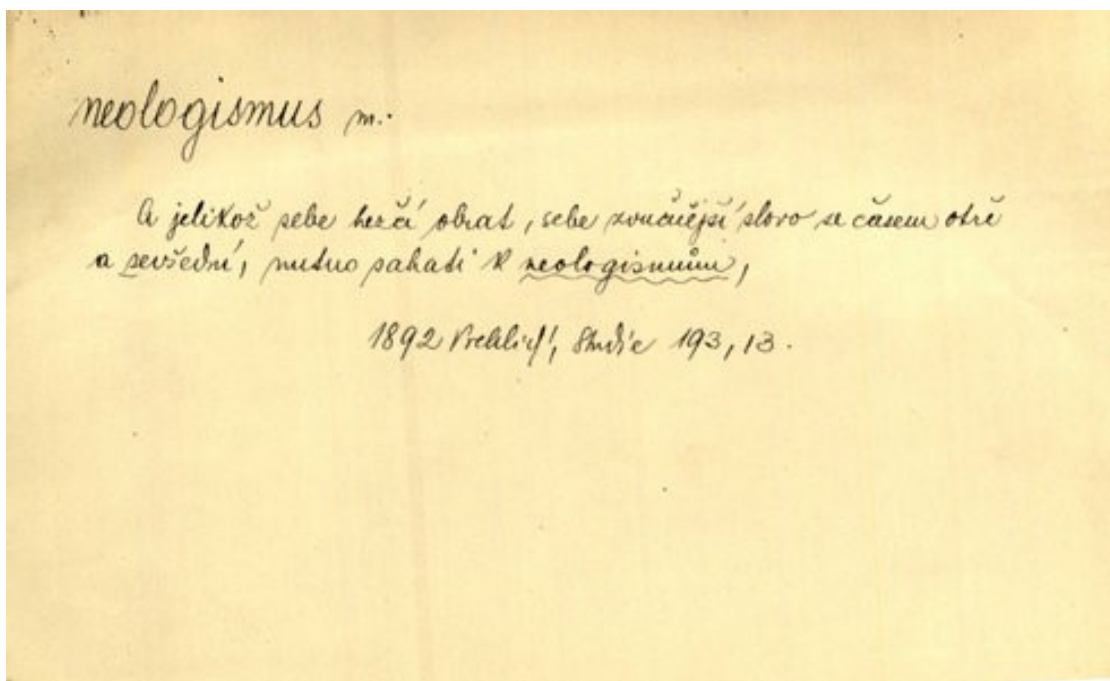 neologismus m.
A jelikož sebe hezčí obrat, sebe zvučnější slovo se časem otře
a sevšední, nutno sahati k neologismům,
1892 Vrchlický, Studie 193, 13.